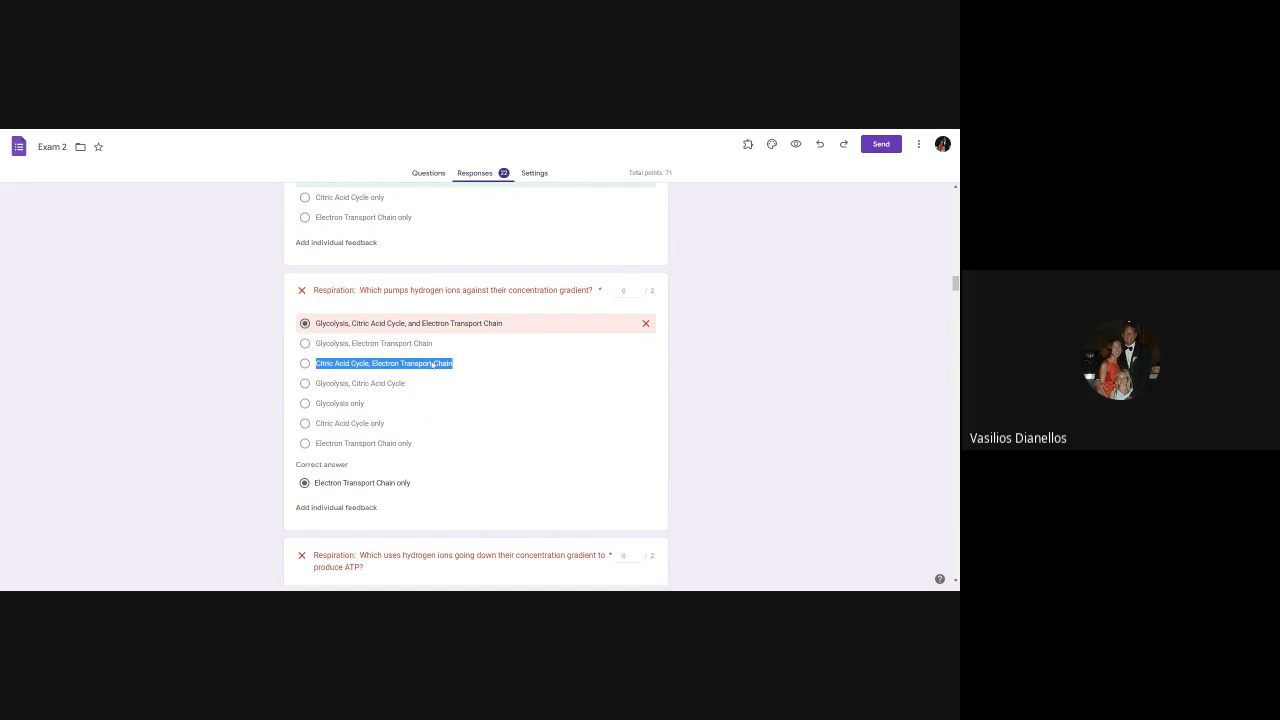 Exam 2
Send
Questions
Responses
22
Settings
Total points 71
Citric Acid Cycle only
Electron Transport Chain only
Add individual feedback
Respiration: Which pumps hydrogen ions against their concentration gradient? *
0 / 2
Glycolysis, Citric Acid Cycle, and Electron Transport Chain
Glycolysis, Electron Transport Chain
Citric Acid Cycle, Electron Transport Chain
Glycolysis, Citric Acid Cycle
Glycolysis only
Citric Acid Cycle only
Electron Transport Chain only
Correct answer
Electron Transport Chain only
Add individual feedback
Respiration: Which uses hydrogen ions going down their concentration gradient to *
0 / 2
produce ATP?
Vasilios Dianellos